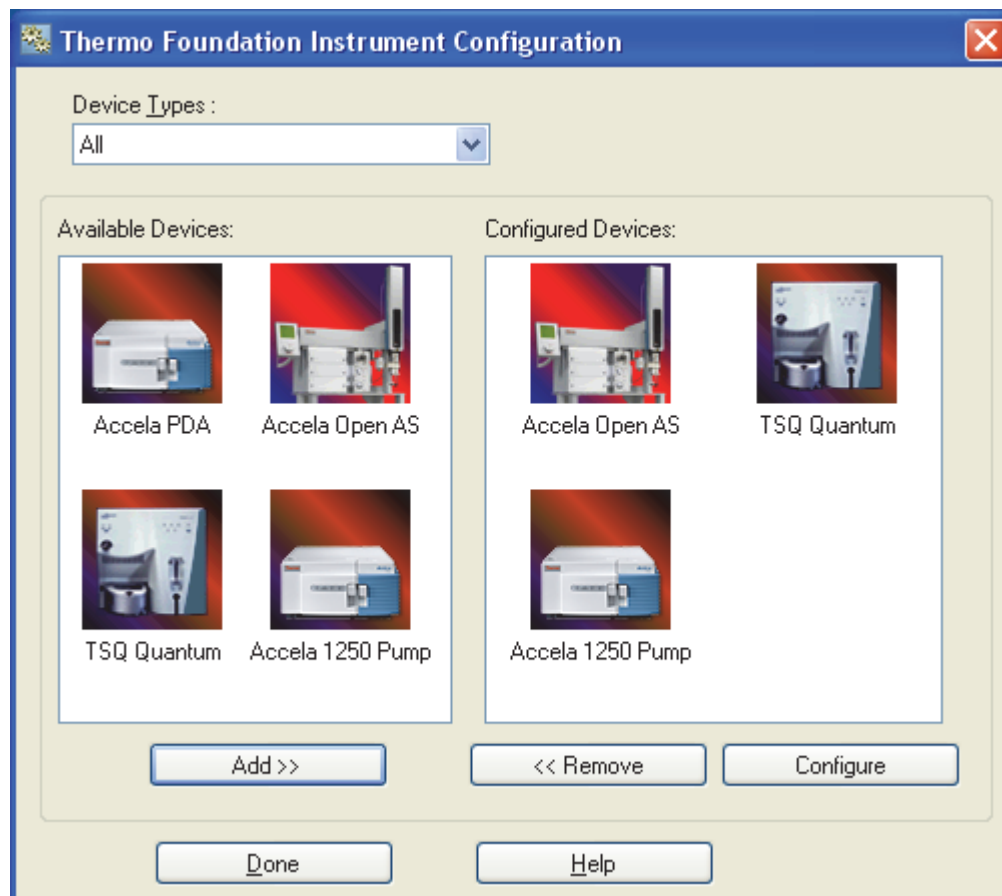 Thermo Foundation Instrument Configuration
Device Types :
All
Available Devices:
Configured Devices:
Accela PDA
Accela Open AS
Accela Open AS
TSQ Quantum
TSQ Quantum
Accela 1250 Pump
Accela 1250 Pump
Add >>
<< Remove
Configure
Done
Help